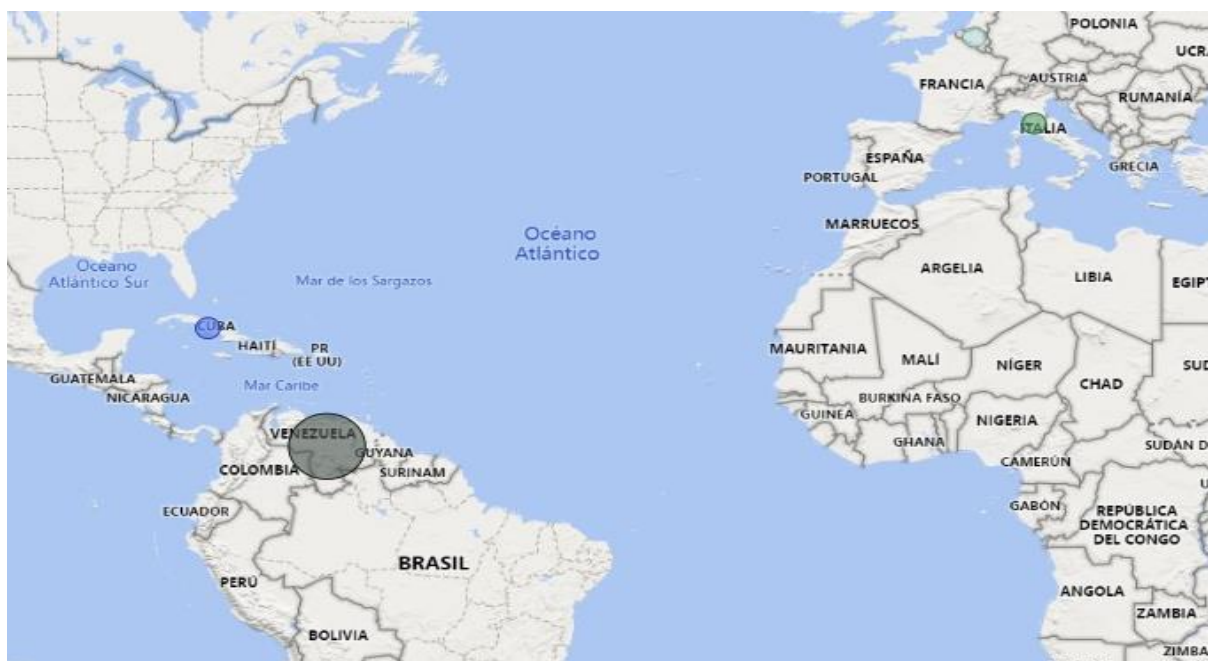 POLONIA
UCRA
FRANCIA
AUSTRIA
RUMANÍA
ITALIA
ESPAÑA
PORTUGAL
GRECIA
MARRUECOS
Océano
Atlántico
Océano
Atlántico Sur
Mar de los Sargazos
ARGELIA
LIBIA
EGIPT
CUBA
HAITÍ
PR
(EE UU)
MAURITANIA
MALÍ
NÍGER
CHAD
SUD
GUATEMALA
Mar Caribe
NICARAGUA
BURKINA FASO
GUINEA
NIGERIA
VENEZUELA
GUYANA
GHANA
SUDÁN D
COLOMBIA
SURINAM
CAMERÚN
U
ECUADOR
GABÓN
REPÚBLICA
DEMOCRÁTICA
DEL CONGO
BRASIL
PERÚ
ANGOLA
ZAMBIA
BOLIVIA
ZIMBA